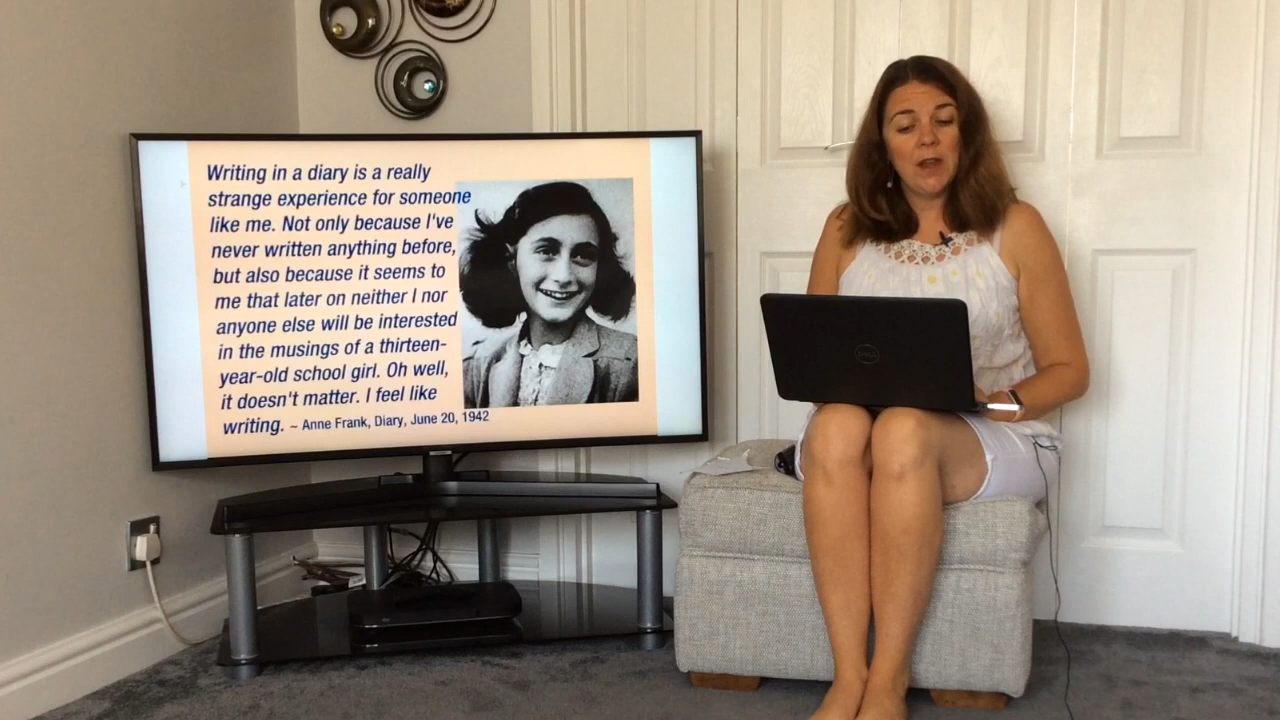 Writing in a diary is a really
strange experience for someone
like me. Not only because I've
never written anything before,
but also because it seems to
me that later on neither I nor
anyone else will be interested
in the musings of a thirteen-
year-old school girl. Oh well,
it doesn't matter. I feel like
writing. ~ Anne Frank, Diary, June 20, 1942
DELL